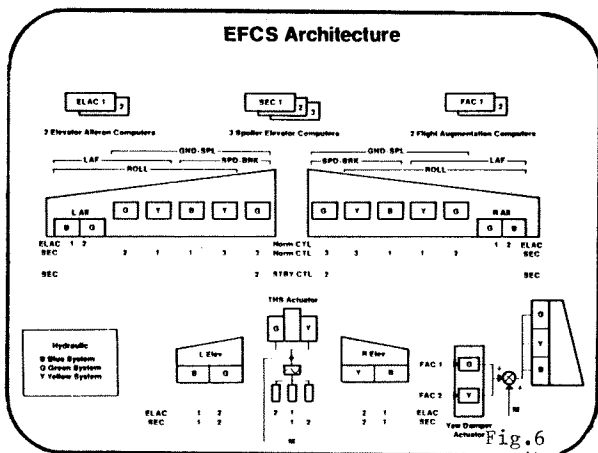 EFCS Architecture
ELAC 1 2
SEC 1 2 3
FAC 1 2
2 Elevator Aileron Computers
3 Spoiler Elevator Computers
2 Flight Augmentation Computers
GND-SPL
GND-SPL
LAF
SPD-BRK
SPD-BRK
LAF
ROLL
ROLL
L Ail
G Y B Y G
G Y B Y G
R Ail
B G
G B
ELAC 1 2
Norm CTL
1 2 ELAC
SEC 2 1 1 3 3
Norm CTL
3 3 1 1 2 SEC
SEC 2 STBY CTL 2 SEC
THS Actuator
G Y
Hydraulic
B Blue System
G Green System
Y Yellow System
L Elev
B G
R Elev
Y B
G
Y
B
FAC 1 G
FAC 2 Y
Yaw Damper
Actuator
ELAC 1 2 2 1 2 1 ELAC
SEC 1 2 1 2 2 1 SEC
M
M
Fig.6